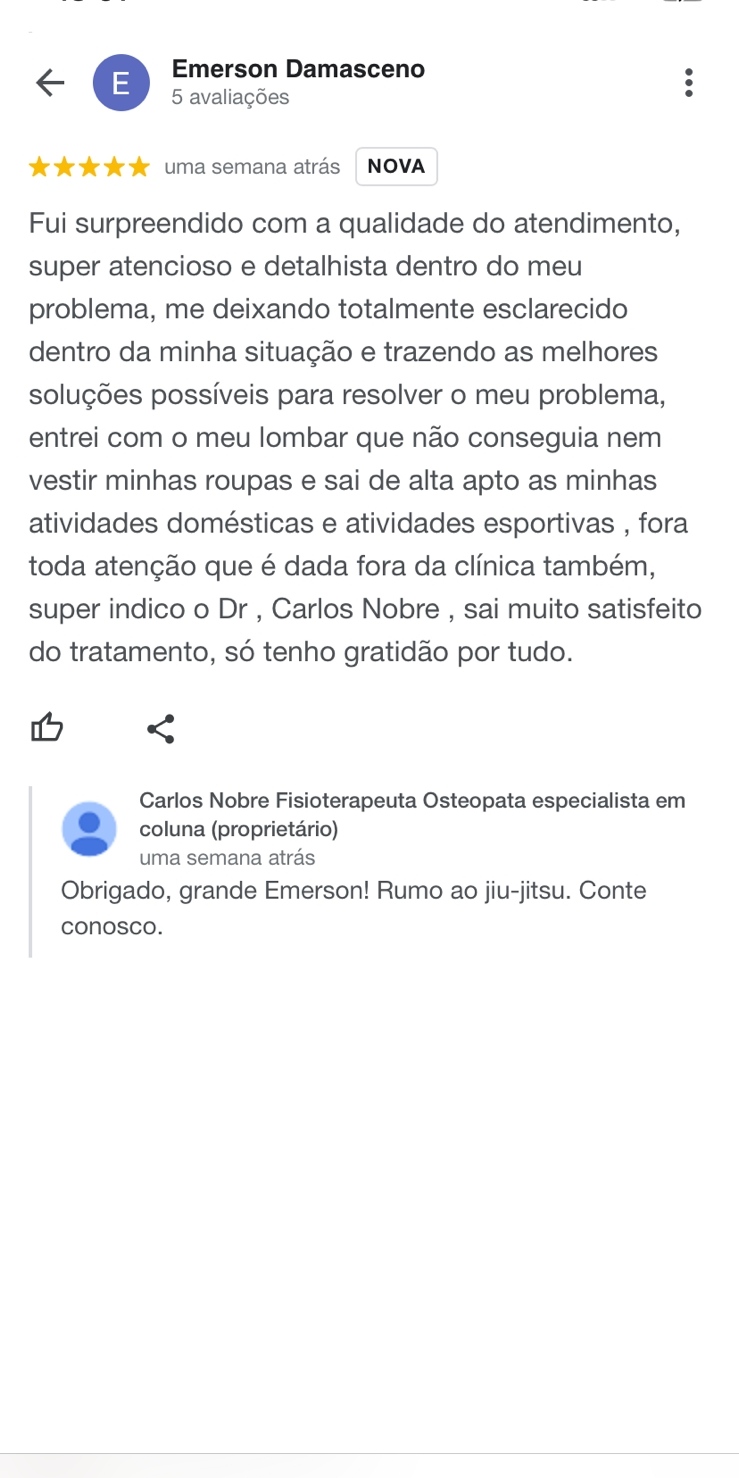 E
Emerson Damasceno
5 avaliações
uma semana atrás NOVA
Fui surpreendido com a qualidade do atendimento,
super atencioso e detalhista dentro do meu
problema, me deixando totalmente esclarecido
dentro da minha situação e trazendo as melhores
soluções possíveis para resolver o meu problema,
entrei com o meu lombar que não conseguia nem
vestir minhas roupas e sai de alta apto as minhas
atividades domésticas e atividades esportivas , fora
toda atenção que é dada fora da clínica também,
super indico o Dr , Carlos Nobre , sai muito satisfeito
do tratamento, só tenho gratidão por tudo.
Carlos Nobre Fisioterapeuta Osteopata especialista em
coluna (proprietário)
uma semana atrás
Obrigado, grande Emerson! Rumo ao jiu-jitsu. Conte
conosco.